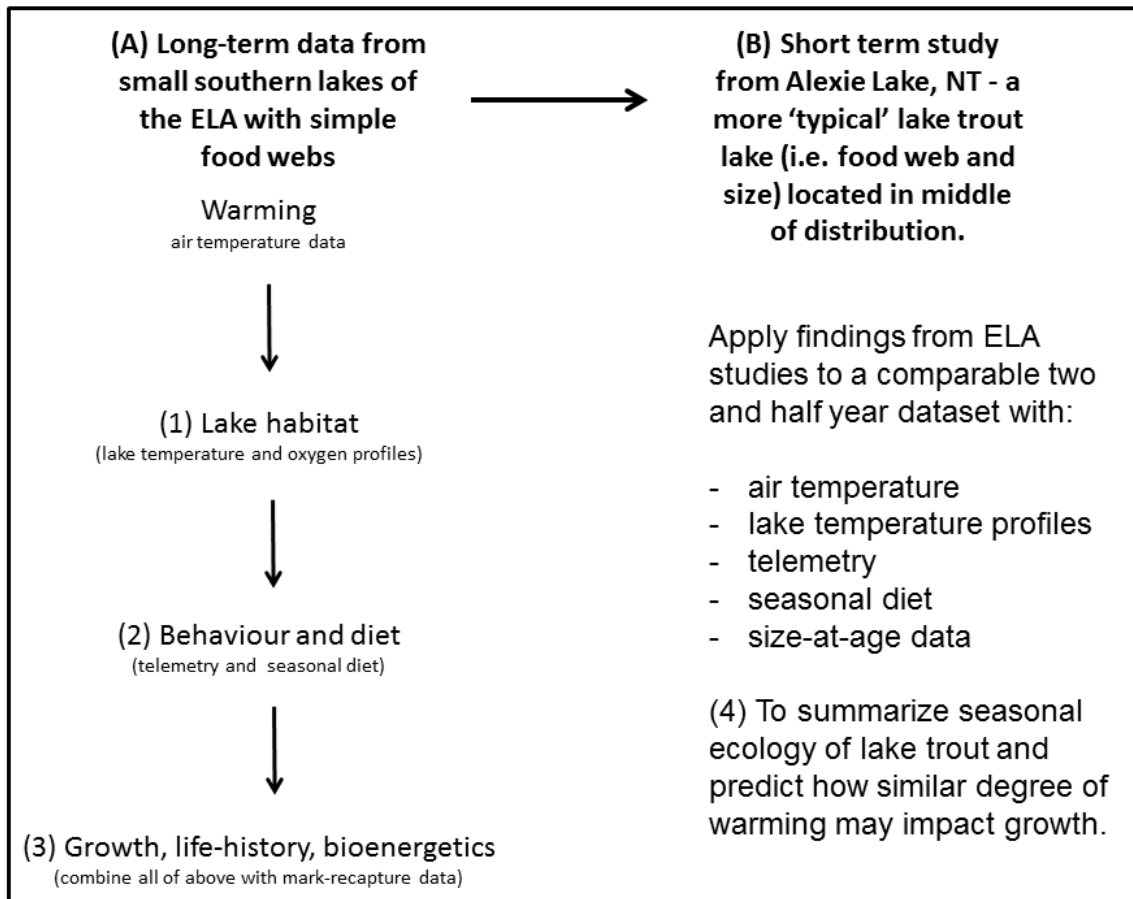 (A) Long-term data from
small southern lakes of
the ELA with simple
food webs
Warming
air temperature data
(1) Lake habitat
(lake temperature and oxygen profiles)
(2) Behaviour and diet
(telemetry and seasonal diet)
(3) Growth, life-history, bioenergetics
(combine all of above with mark-recapture data)
(B) Short term study
from Alexie Lake, NT - a
more ‘typical’ lake trout
lake (i.e. food web and
size) located in middle
of distribution.
Apply findings from ELA
studies to a comparable two
and half year dataset with:
- air temperature
- lake temperature profiles
- telemetry
- seasonal diet
- size-at-age data
(4) To summarize seasonal
ecology of lake trout and
predict how similar degree of
warming may impact growth.